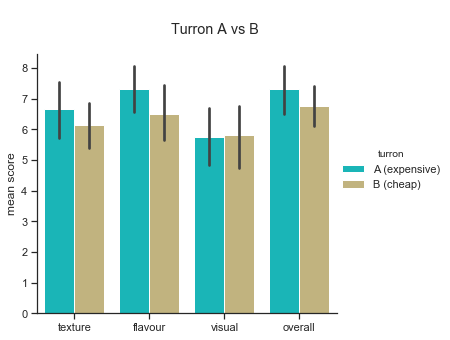 Turron A vs B
mean score
8
7
6
5
4
3
2
1
0
texture
flavour
visual
overall
turron
A (expensive)
B (cheap)